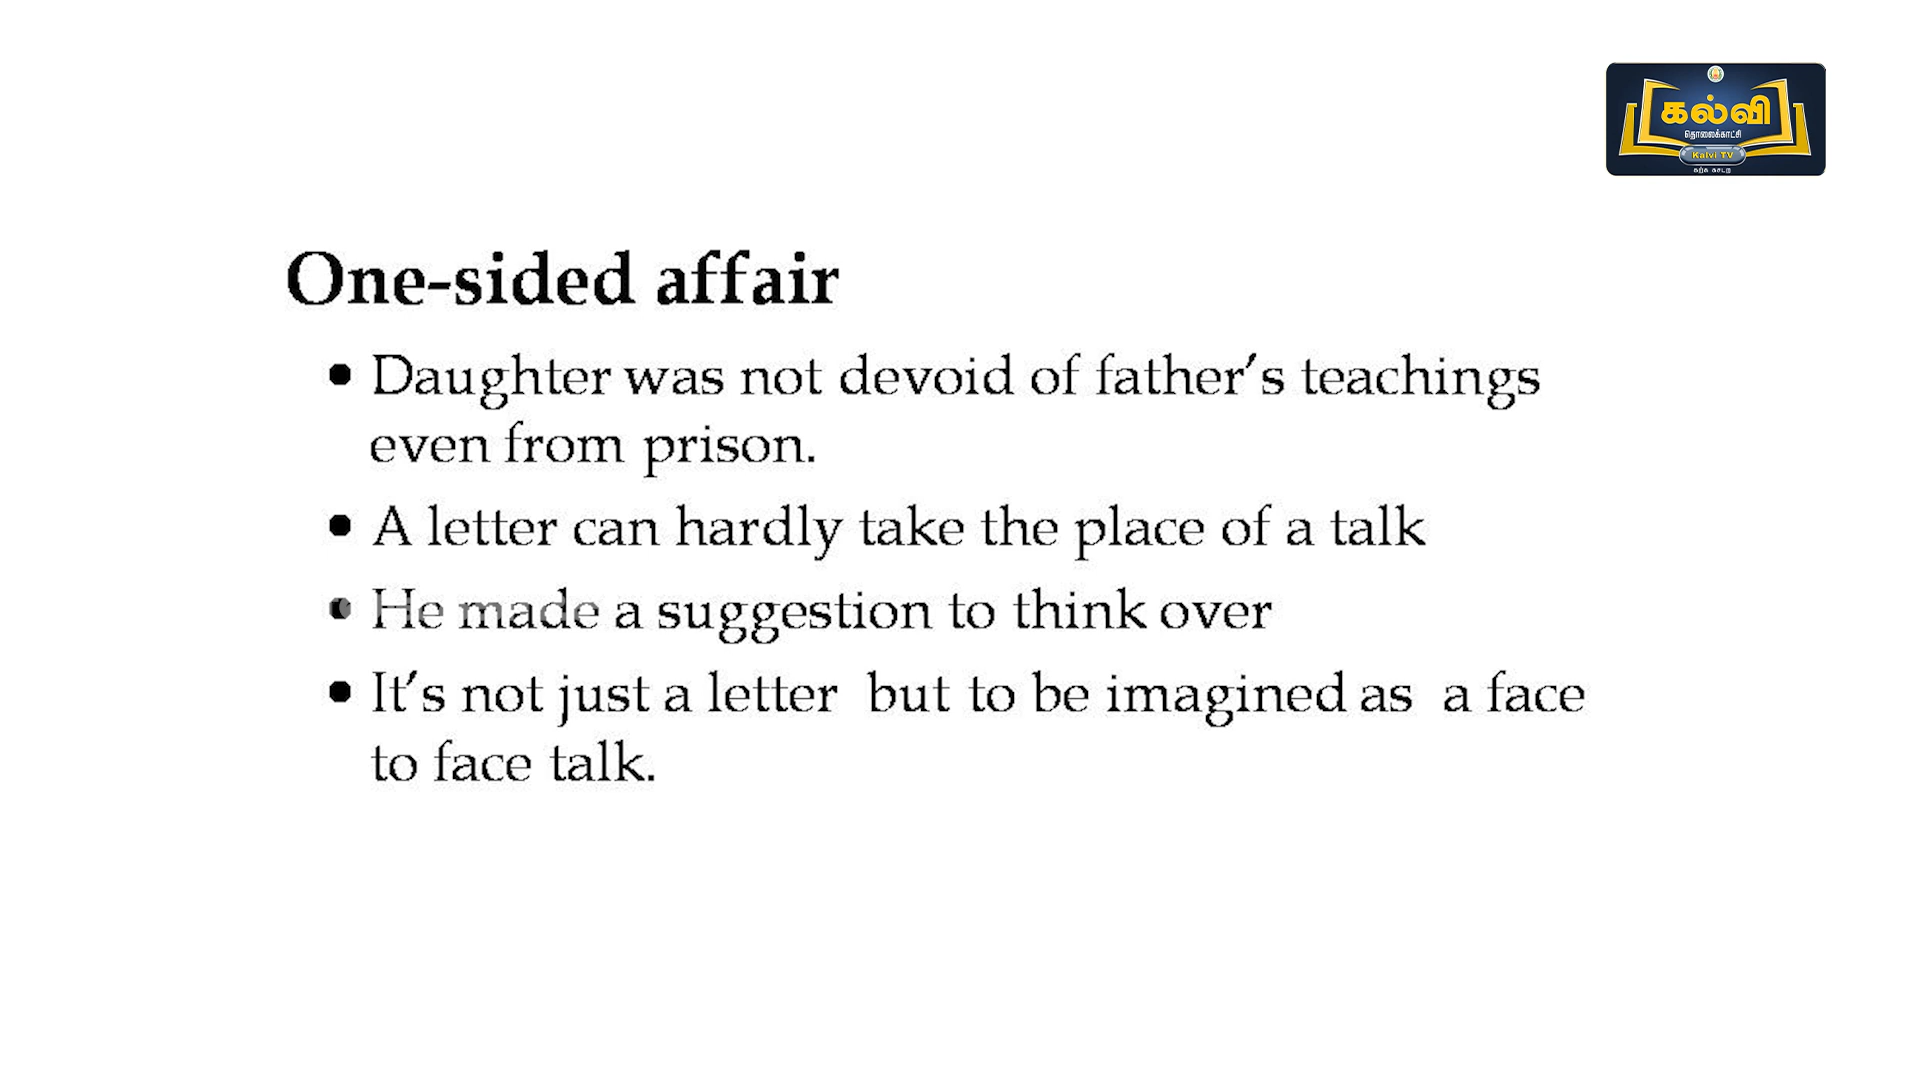 கல்வி
தொலைக்காட்சி
Kalvi TV
கற்க கசடற
One-sided affair
• Daughter was not devoid of father’s teachings
even from prison.
• A letter can hardly take the place of a talk
• He made a suggestion to think over
• It’s not just a letter but to be imagined as a face
to face talk.